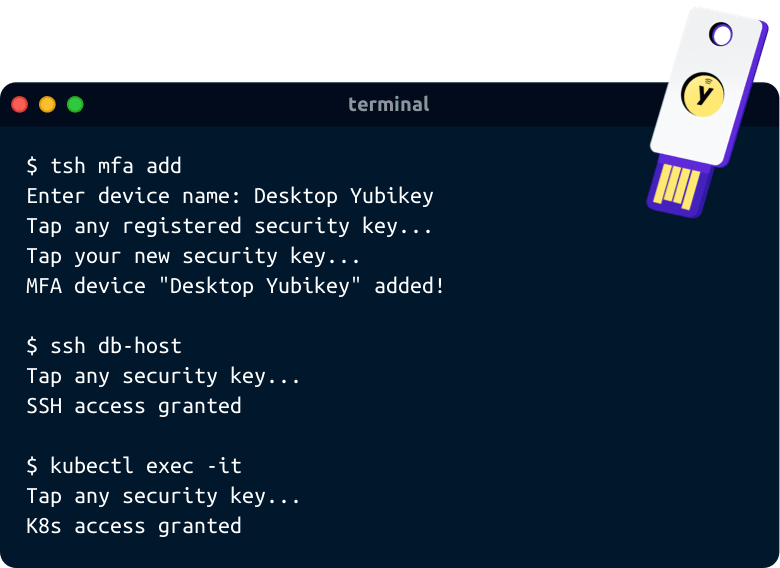 terminal
y
$ tsh mfa add
Enter device name: Desktop Yubikey
Tap any registered security key...
Tap your new security key...
MFA device "Desktop Yubikey" added!
$ ssh db-host
Tap any security key...
SSH access granted
$ kubectl exec -it
Tap any security key...
K8s access granted